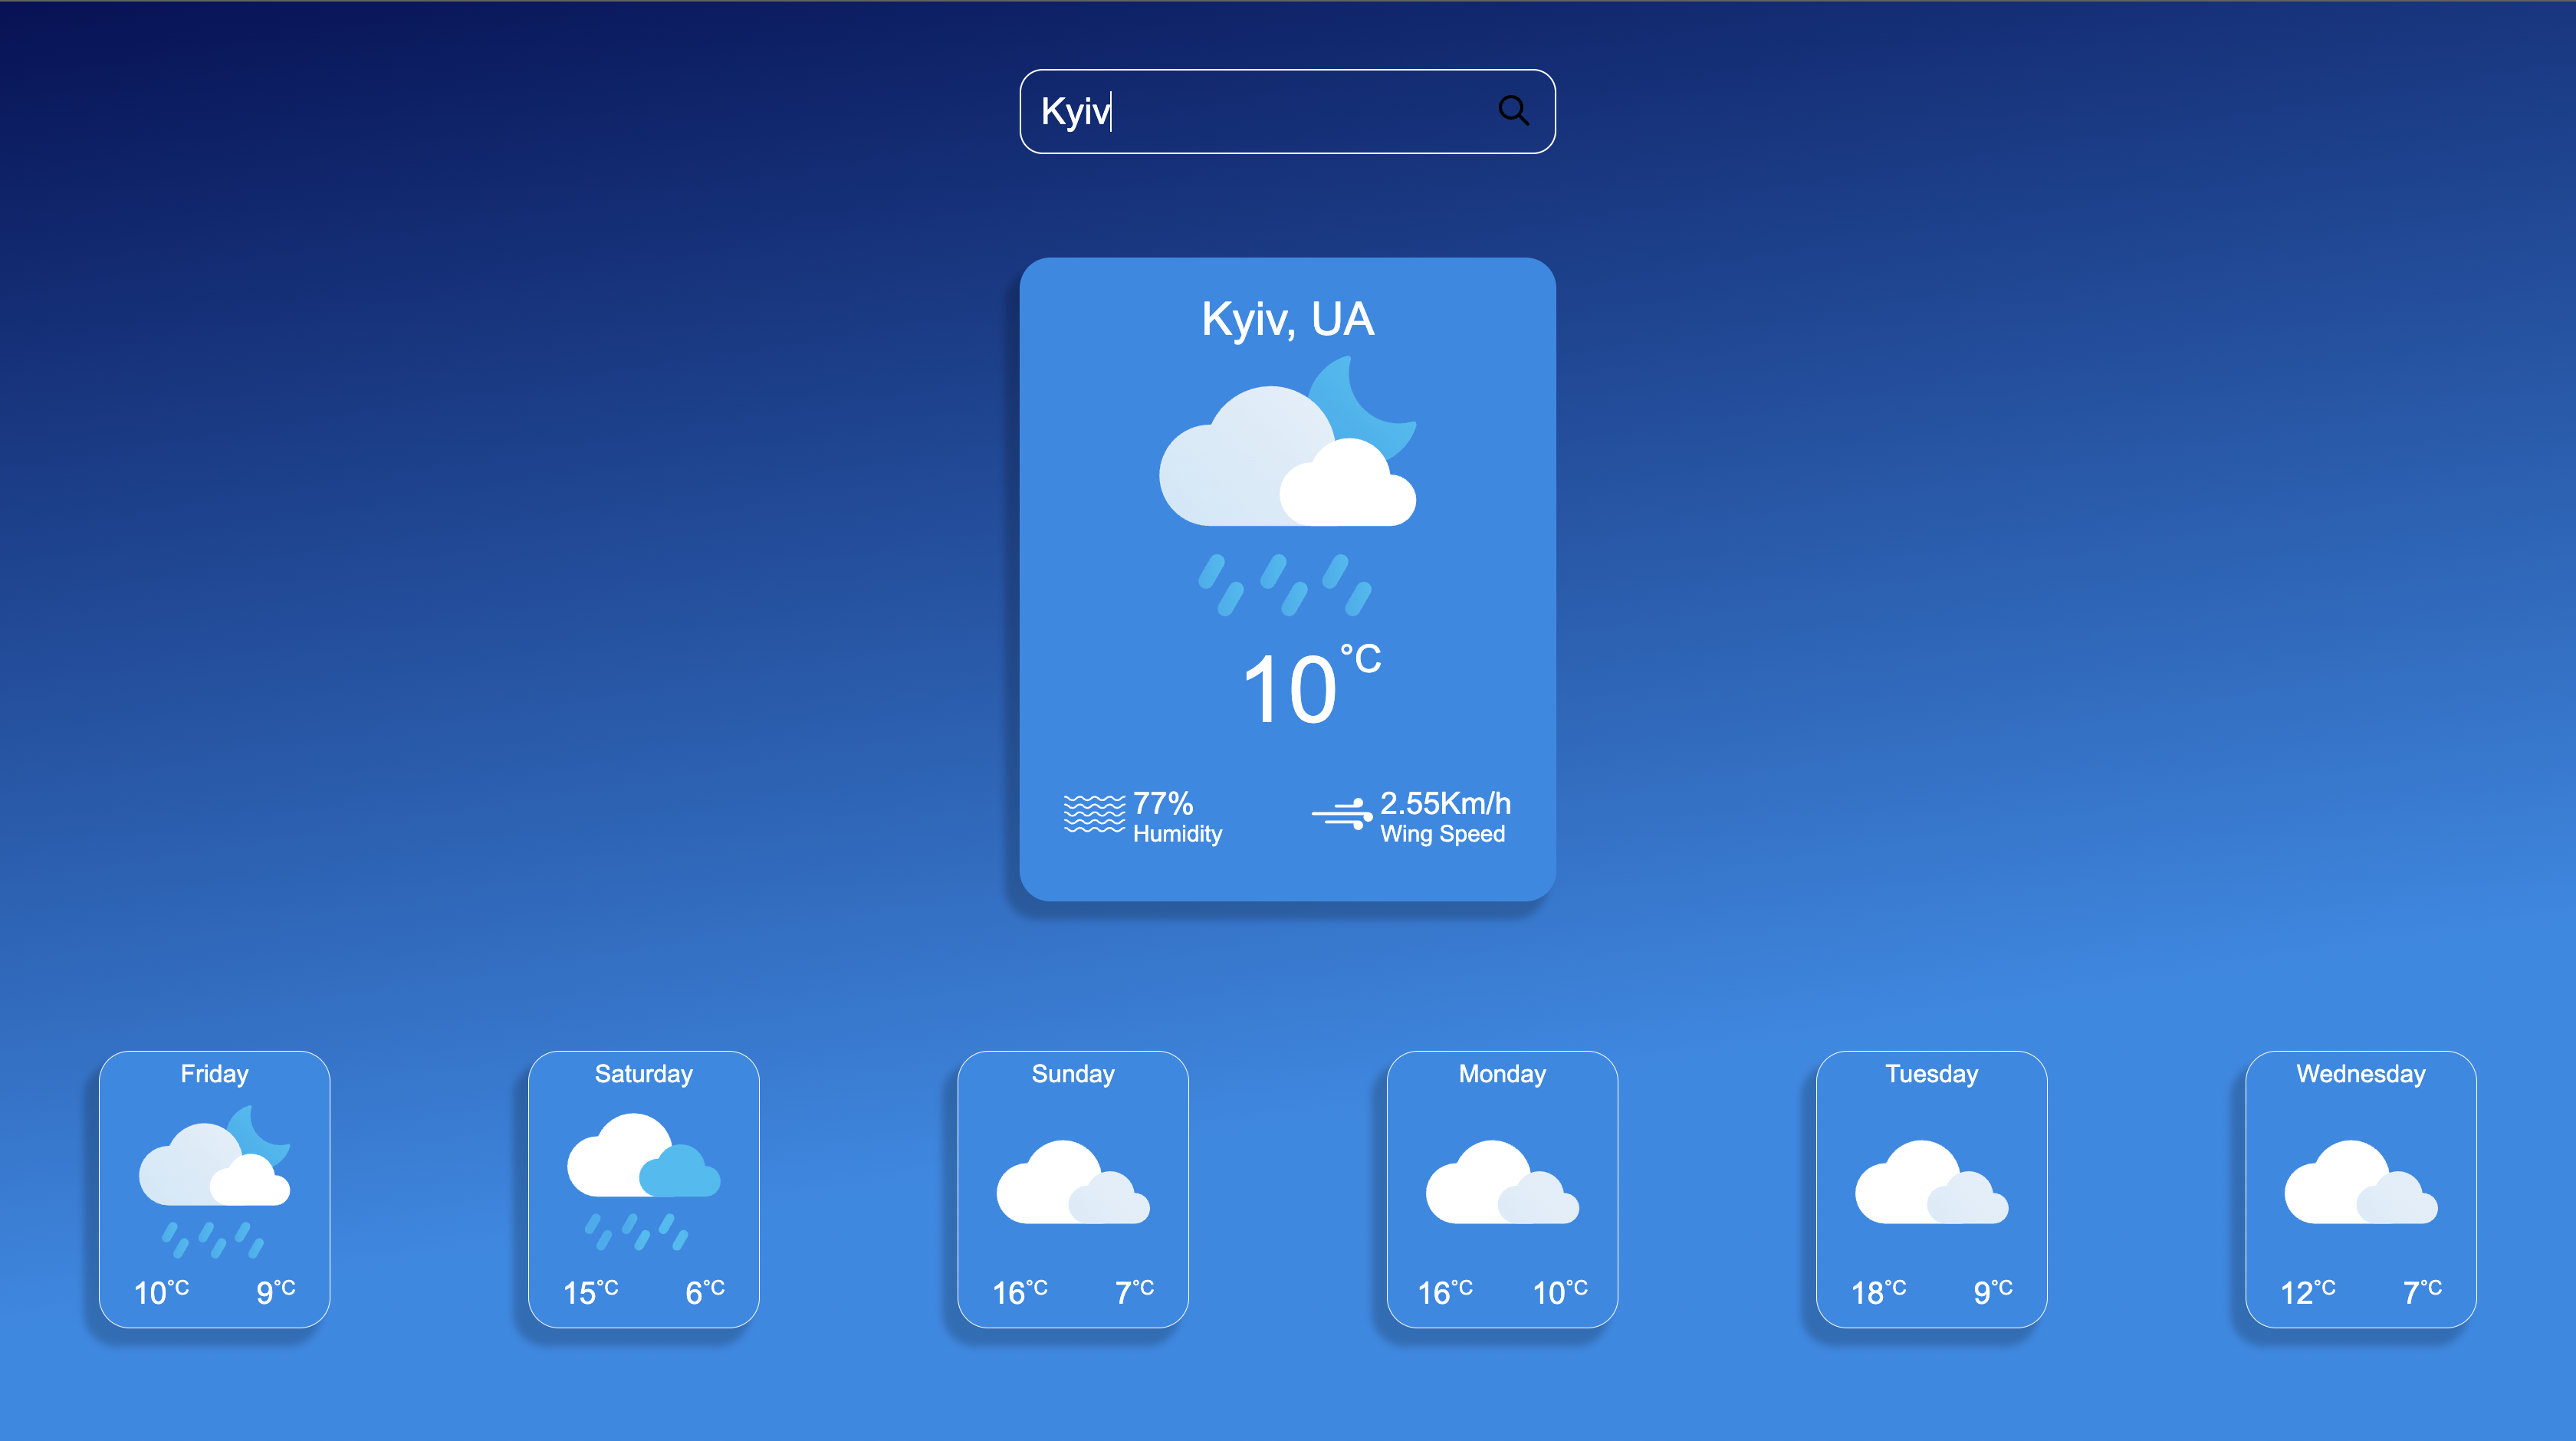 Kyiv
Kyiv, UA
10°C
77%
Humidity
2.55Km/h
Wing Speed
Friday
10°C 9°C
Saturday
15°C 6°C
Sunday
16°C 7°C
Monday
16°C 10°C
Tuesday
18°C 9°C
Wednesday
12°C 7°C